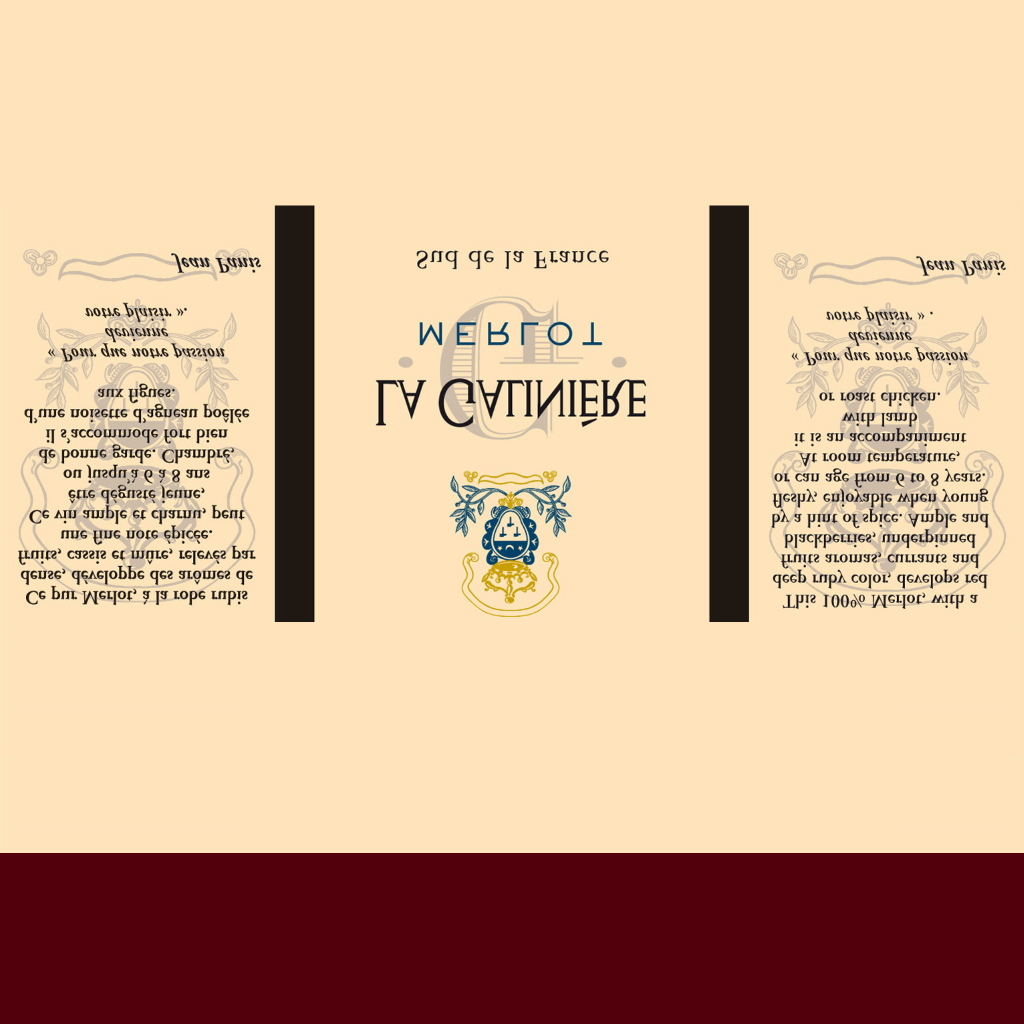 Ce pur Merlot, à la robe rubis
dense, développe des arômes de
fruits, cassis et mûre, relevés par
une fine note épicée.
Ce vin ample et charnu, peut
être dégusté jeune,
ou jusqu'à 6 à 8 ans
de bonne garde. Chambré,
il s'accommode fort bien
d'une noisette d'agneau poêlée
aux figues.
« Pour que notre passion
devienne
votre plaisir ».
Jean Panis
G
LA GALINIÈRE
MERLOT
Sud de la France
This 100% Merlot, with a
deep ruby color, develops red
fruits aromas, currants and
blackberries, underpinned
by a hint of spice. Ample and
fleshy, enjoyable when young
or can age from 6 to 8 years.
At room temperature,
it is an accompaniment
with lamb
or roast chicken.
« Pour que notre passion
devienne
votre plaisir » .
Jean Panis